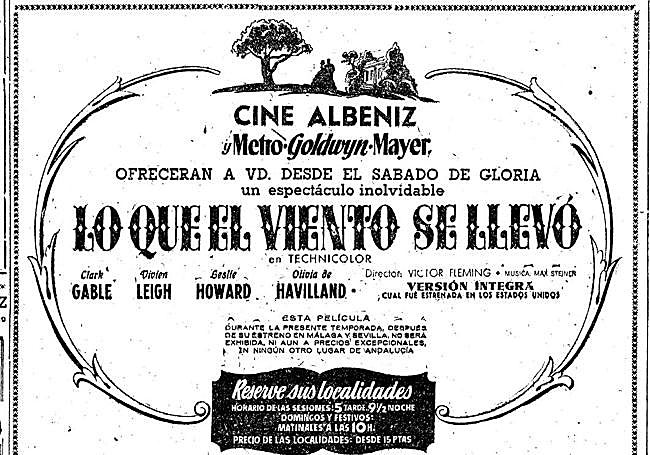 CINE ALBENIZ
y Metro-Goldwyn-Mayer,
OFRECERAN A VD. DESDE EL SABADO DE GLORIA
un espectáculo inolvidable
LO QUE EL VIENTO SE LLEVÓ
en TECHNICOLOR
Clark GABLE Vivien LEIGH Leslie HOWARD Olivia de HAVILLAND • Director: VICTOR FLEMING • MUSICA: MAX STEINER
VERSIÓN ÍNTEGRA
CUAL FUÉ ESTRENADA EN LOS ESTADOS UNIDOS
ESTA PELÍCULA
DURANTE LA PRESENTE TEMPORADA, DESPUES
DE SU ESTRENO EN MÁLAGA Y SEVILLA, NO SERÁ
EXHIBIDA, NI AUN A PRECIOS EXCEPCIONALES,
EN NINGÚN OTRO LUGAR DE ANDALUCÍA
Reserve sus localidades
HORARIO DE LAS SESIONES: 5 TARDE. 9½ NOCHE
DOMINGOS Y FESTIVOS:
MATINALES A LAS 10 H.
PRECIO DE LAS LOCALIDADES: DESDE 15 PTAS